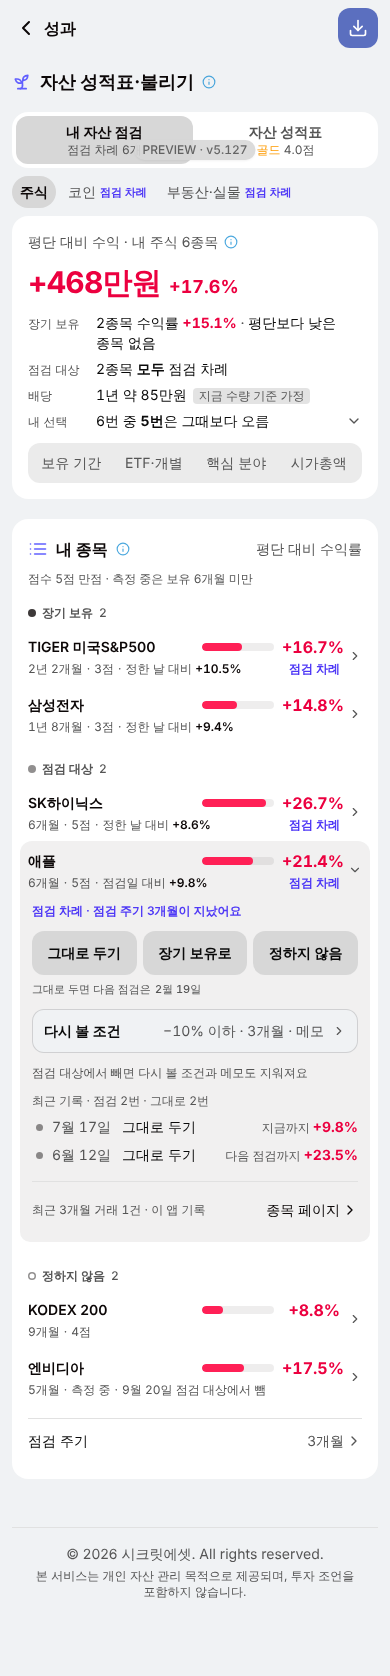 성과
자산 성적표·불리기
내 자산 점검
자산 성적표
점검 차례
PREVIEW · v5.127
골드 4.0점
주식
코인 점검 차례
부동산·실물 점검 차례
평단 대비 수익 · 내 주식 6종목
+468만원 +17.6%
장기 보유 2종목 수익률 +15.1% · 평단보다 낮은
종목 없음
점검 대상 2종목 모두 점검 차례
배당 1년 약 85만원 지금 수량 기준 가정
내 선택 6번 중 5번은 그때보다 오름
보유 기간 ETF·개별 핵심 분야 시가총액
내 종목 평단 대비 수익률
점수 5점 만점 · 측정 중은 보유 6개월 미만
장기 보유 2
TIGER 미국S&P500 +16.7%
2년 2개월 · 3점 · 정한 날 대비 +10.5% 점검 차례
삼성전자 +14.8%
1년 8개월 · 3점 · 정한 날 대비 +9.4%
점검 대상 2
SK하이닉스 +26.7%
6개월 · 5점 · 정한 날 대비 +8.6% 점검 차례
애플 +21.4%
6개월 · 5점 · 점검일 대비 +9.8% 점검 차례
점검 차례 · 점검 주기 3개월이 지났어요
그대로 두기 장기 보유로 정하지 않음
그대로 두면 다음 점검은 2월 19일
다시 볼 조건 −10% 이하 · 3개월 · 메모
점검 대상에서 빼면 다시 볼 조건과 메모도 지워져요
최근 기록 · 점검 2번 · 그대로 2번
7월 17일 그대로 두기 지금까지 +9.8%
6월 12일 그대로 두기 다음 점검까지 +23.5%
최근 3개월 거래 1건 · 이 앱 기록 종목 페이지
정하지 않음 2
KODEX 200 +8.8%
9개월 · 4점
엔비디아 +17.5%
5개월 · 측정 중 · 9월 20일 점검 대상에서 뺌
점검 주기 3개월
© 2026 시크릿에셋. All rights reserved.
본 서비스는 개인 자산 관리 목적으로 제공되며, 투자 조언을
포함하지 않습니다.